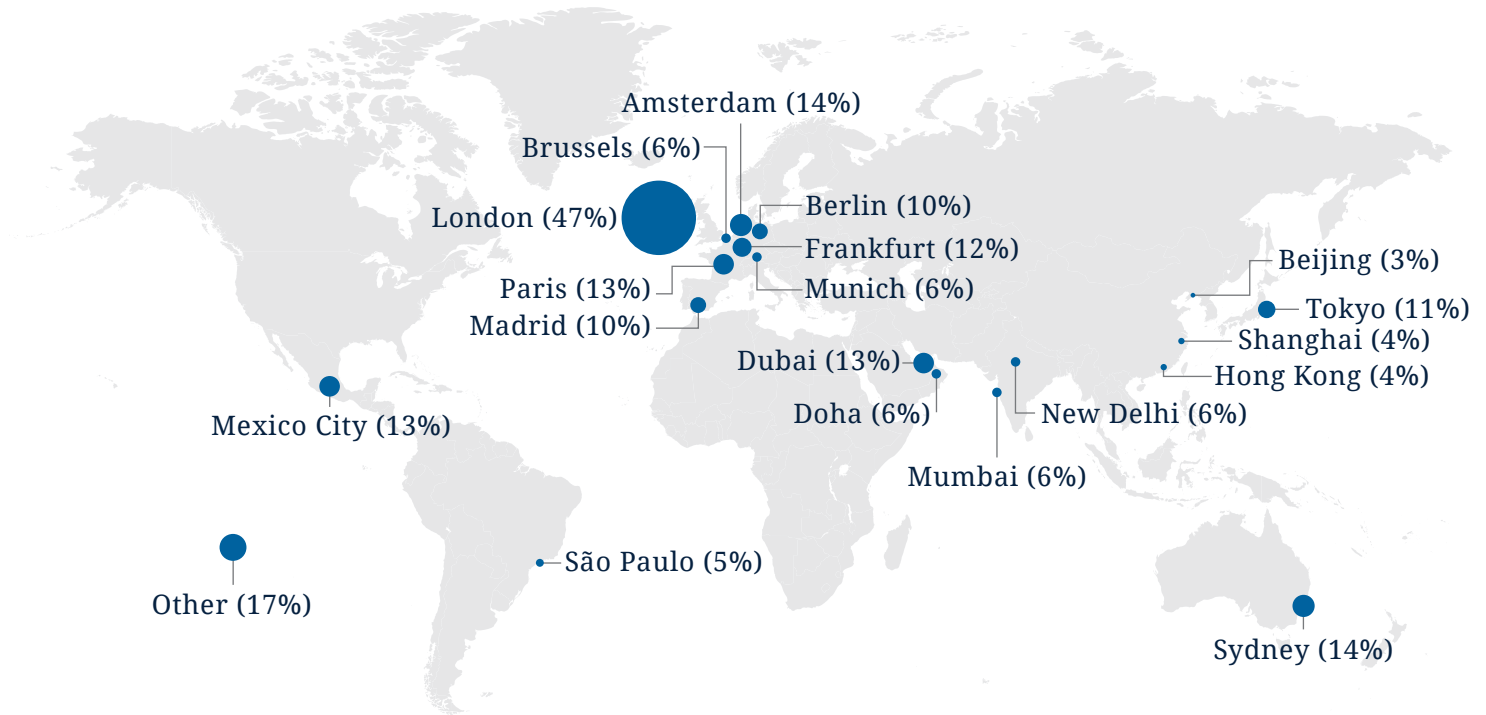 Amsterdam (14%)
Brussels (6%)
Berlin (10%)
London (47%)
Frankfurt (12%)
Beijing (3%)
Paris (13%)
Munich (6%)
Tokyo (11%)
Madrid (10%)
Shanghai (4%)
Dubai (13%)
Hong Kong (4%)
Doha (6%)
New Delhi (6%)
Mexico City (13%)
Mumbai (6%)
São Paulo (5%)
Other (17%)
Sydney (14%)